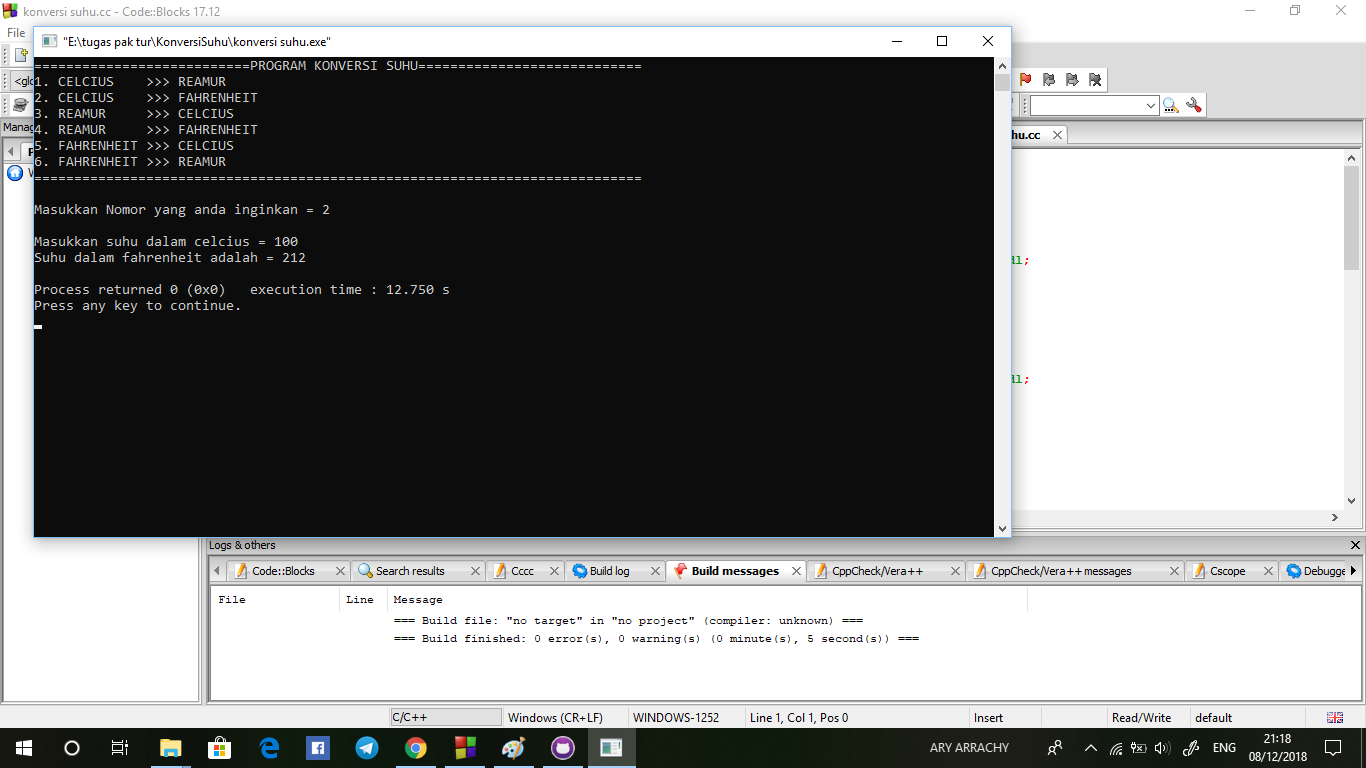 konversi suhu.cc - Code::Blocks 17.12
File
"E:\tugas pak tur\KonversiSuhu\konversi suhu.exe"
===========================PROGRAM KONVERSI SUHU============================
1. CELCIUS    >>> REAMUR
2. CELCIUS    >>> FAHRENHEIT
3. REAMUR     >>> CELCIUS
4. REAMUR     >>> FAHRENHEIT
5. FAHRENHEIT >>> CELCIUS
6. FAHRENHEIT >>> REAMUR
============================================================================
Masukkan Nomor yang anda inginkan = 2
Masukkan suhu dalam celcius = 100
Suhu dalam fahrenheit adalah = 212
Process returned 0 (0x0)   execution time : 12.750 s
Press any key to continue.
<glo
Manag
hu.cc
dl;
dl;
Logs & others
Code::Blocks
Search results
Cccc
Build log
Build messages
CppCheck/Vera++
CppCheck/Vera++ messages
Cscope
Debugge
File Line Message
=== Build file: "no target" in "no project" (compiler: unknown) ===
=== Build finished: 0 error(s), 0 warning(s) (0 minute(s), 5 second(s)) ===
C/C++
Windows (CR+LF)
WINDOWS-1252
Line 1, Col 1, Pos 0
Insert
Read/Write
default
ARY ARRACHY
ENG
21:18
08/12/2018